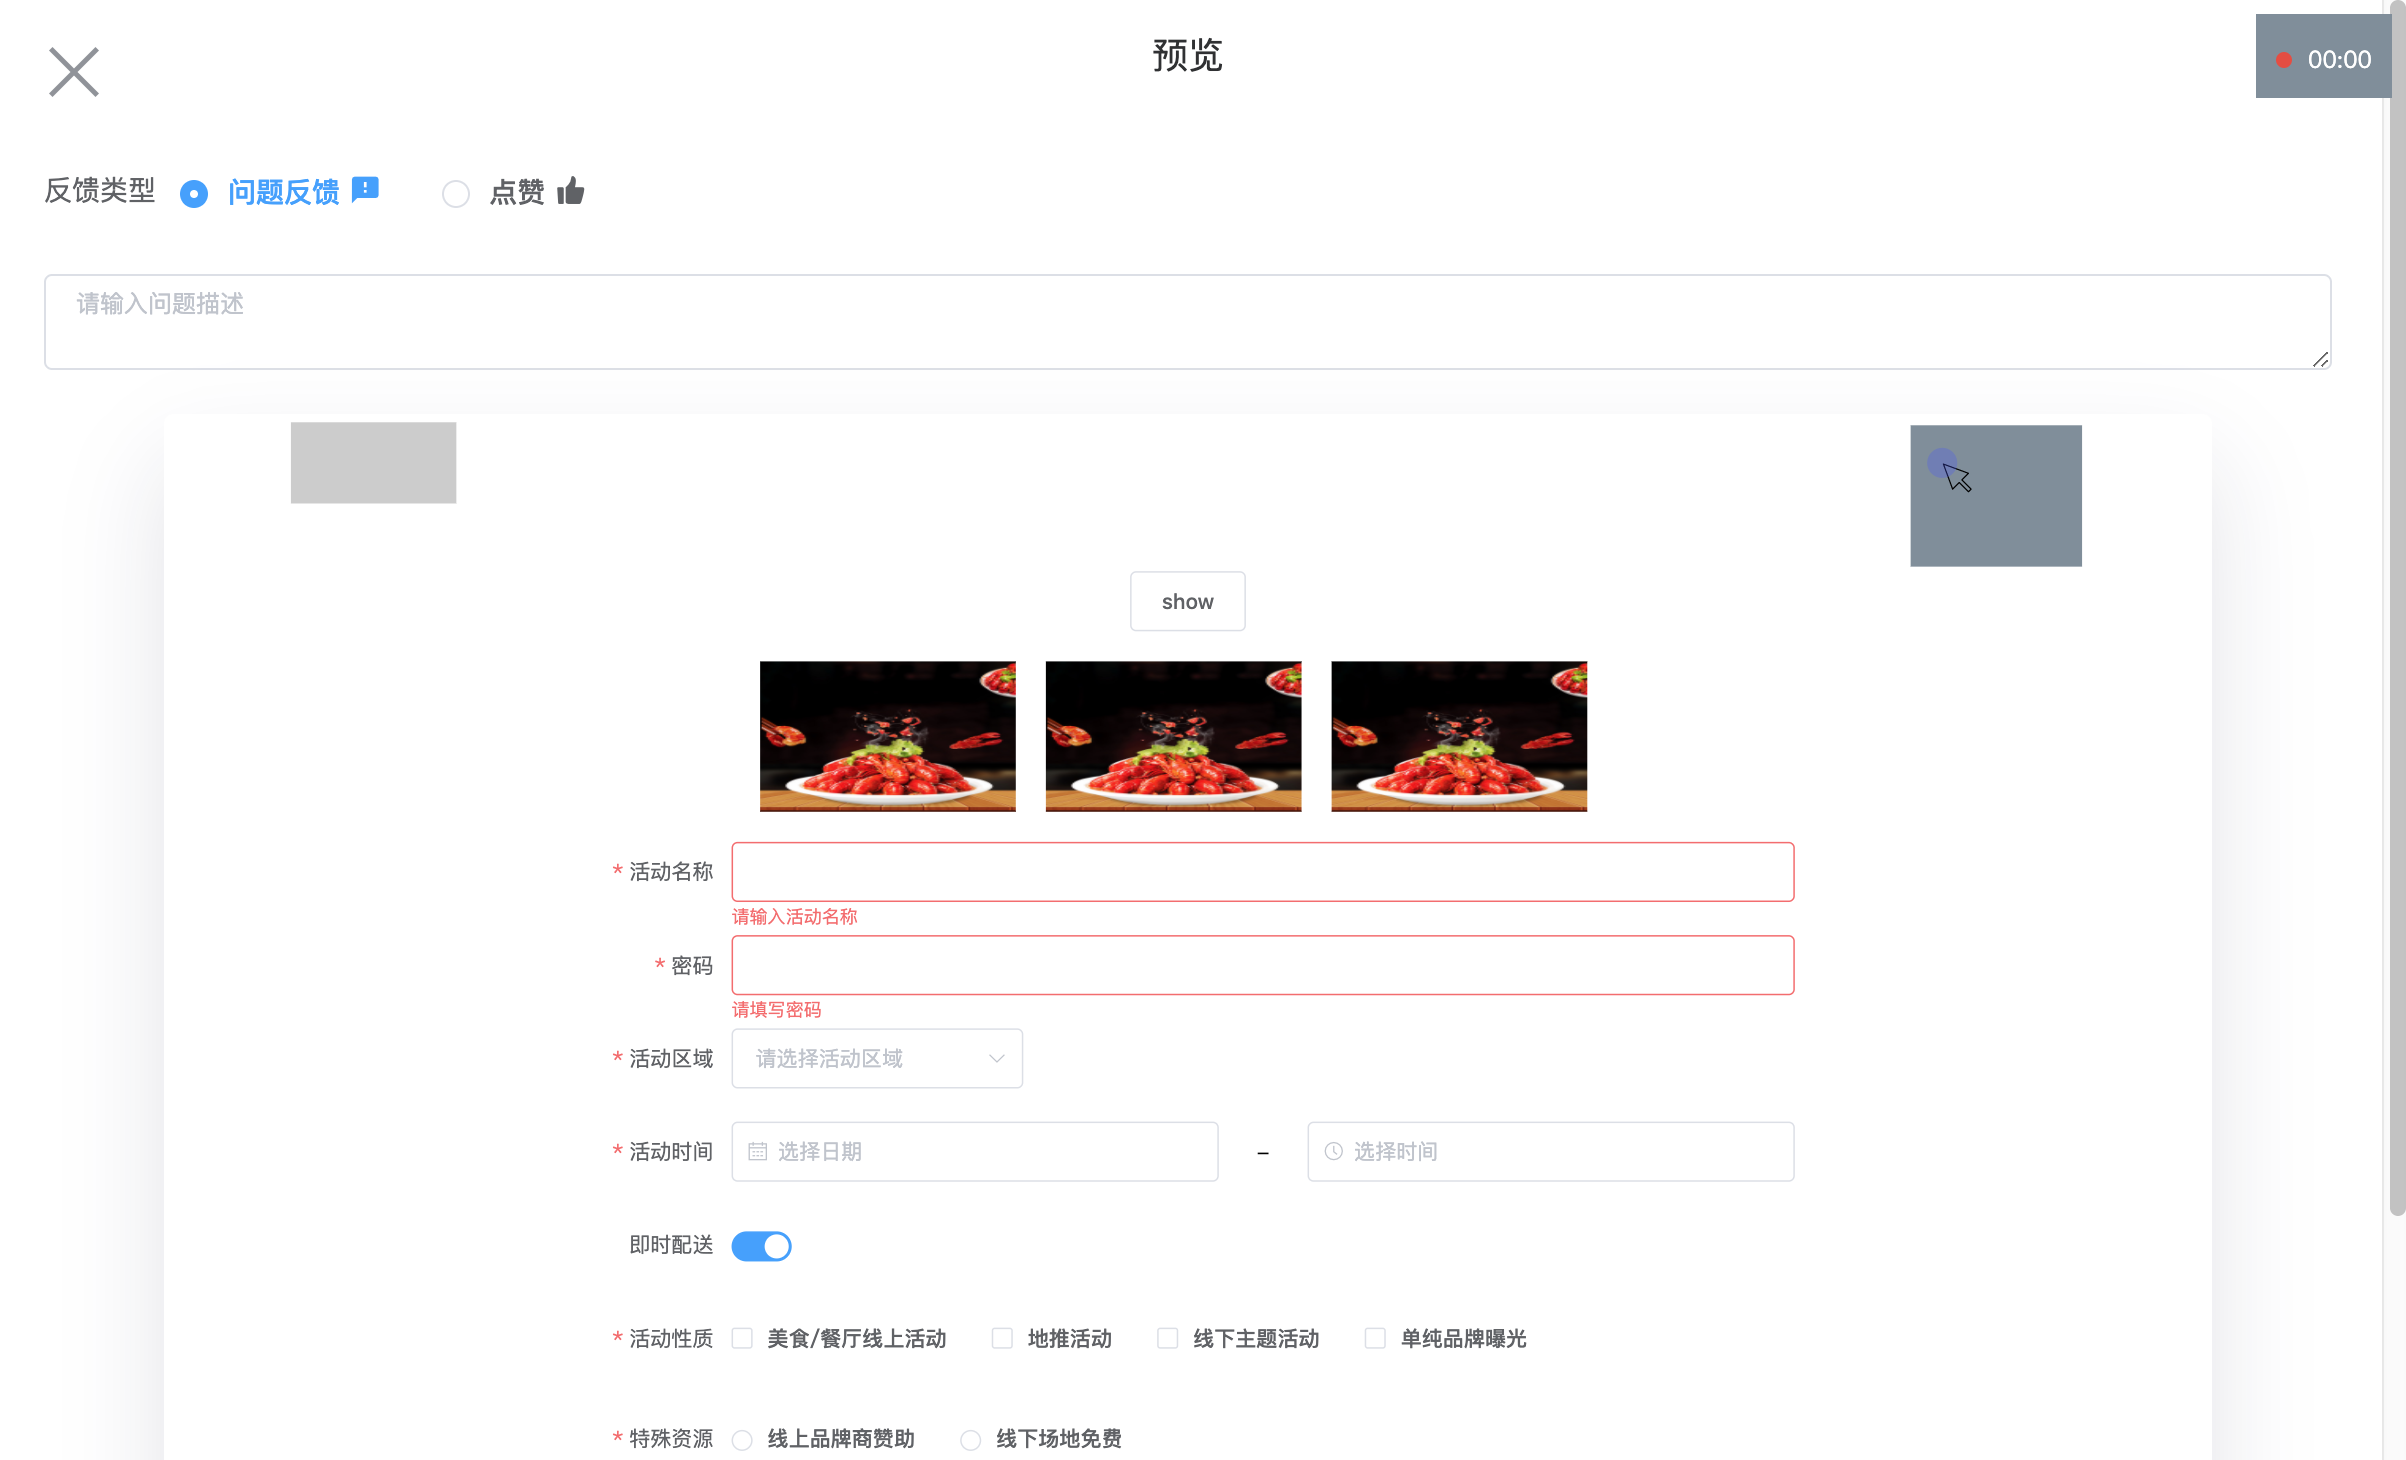 预览
00:00
反馈类型 问题反馈 点赞
请输入问题描述
show
* 活动名称
请输入活动名称
* 密码
请填写密码
* 活动区域 请选择活动区域
* 活动时间 选择日期 - 选择时间
即时配送
* 活动性质 美食/餐厅线上活动 地推活动 线下主题活动 单纯品牌曝光
* 特殊资源 线上品牌商赞助 线下场地免费